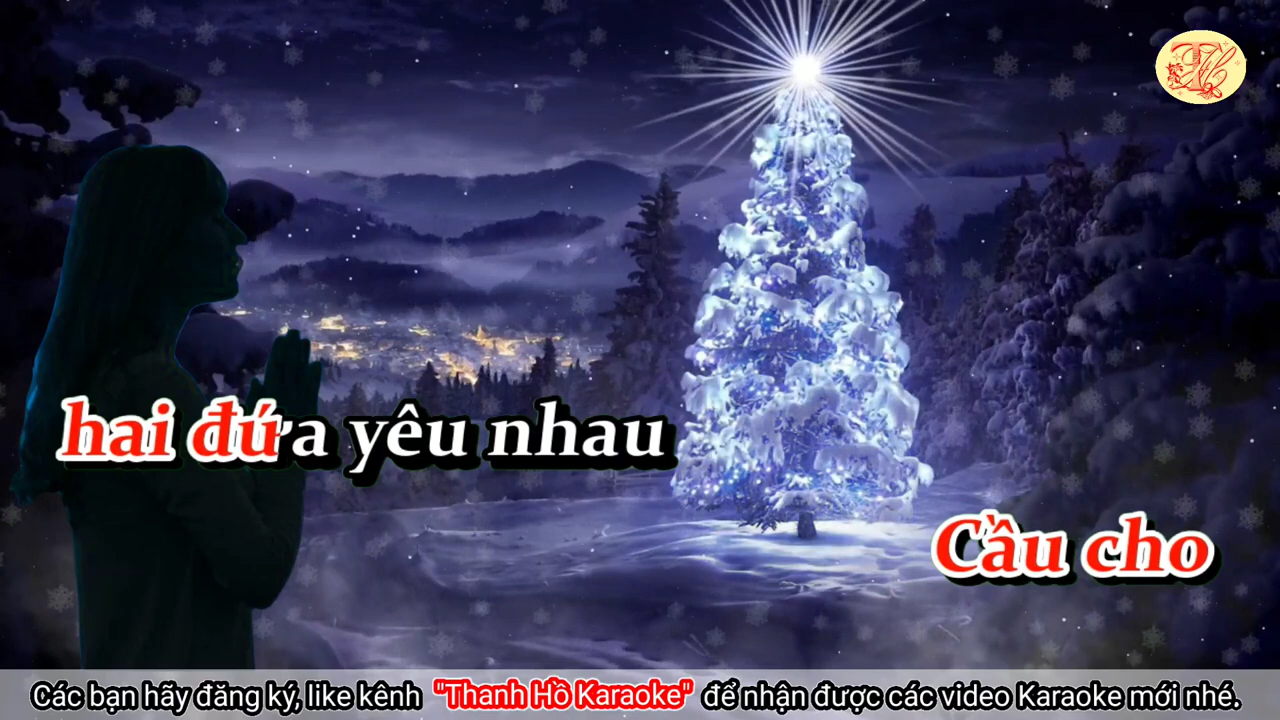 hai đứa yêu nhau
Cầu cho
Các bạn hãy đăng ký, like kênh "Thanh Hồ Karaoke" để nhận được các video Karaoke mới nhé.